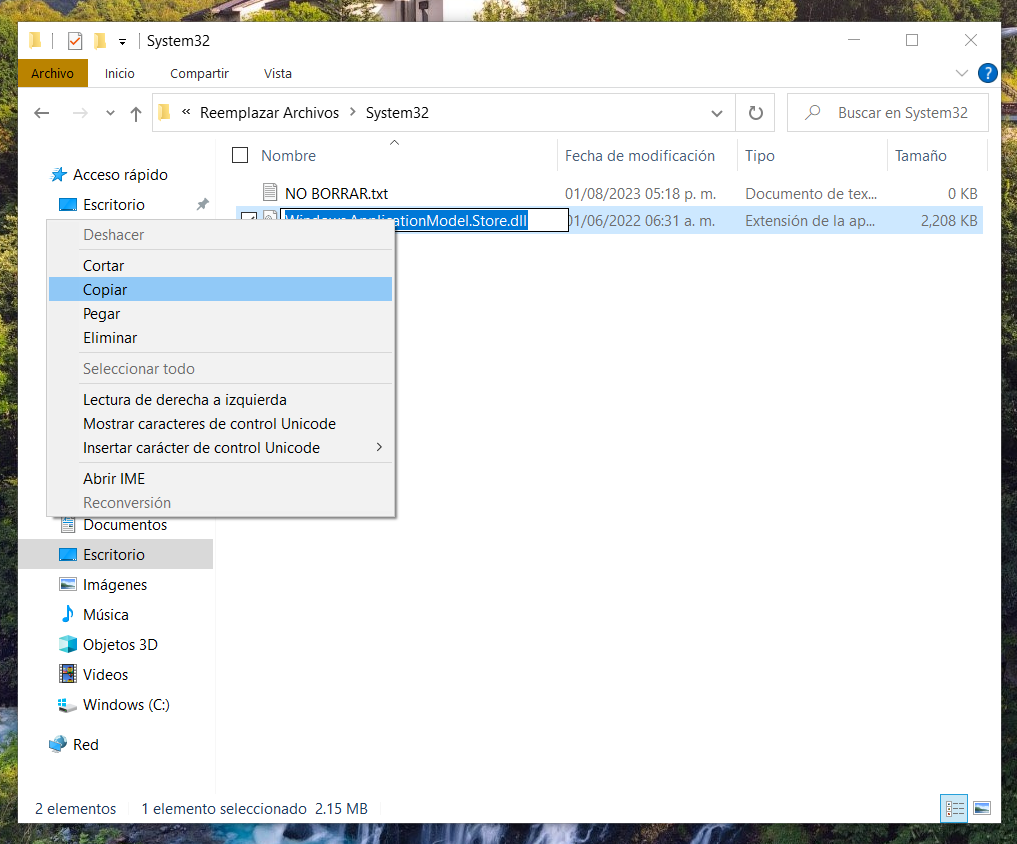 System32
Archivo Inicio Compartir Vista
« Reemplazar Archivos > System32
Buscar en System32
Nombre Fecha de modificación Tipo Tamaño
NO BORRAR.txt 01/08/2023 05:18 p. m. Documento de tex... 0 KB
Windows.ApplicationModel.Store.dll 01/06/2022 06:31 a. m. Extensión de la ap... 2,208 KB
Acceso rápido
Escritorio
Deshacer
Cortar
Copiar
Pegar
Eliminar
Seleccionar todo
Lectura de derecha a izquierda
Mostrar caracteres de control Unicode
Insertar carácter de control Unicode >
Abrir IME
Reconversión
Documentos
Escritorio
Imágenes
Música
Objetos 3D
Videos
Windows (C:)
Red
2 elementos 1 elemento seleccionado 2.15 MB